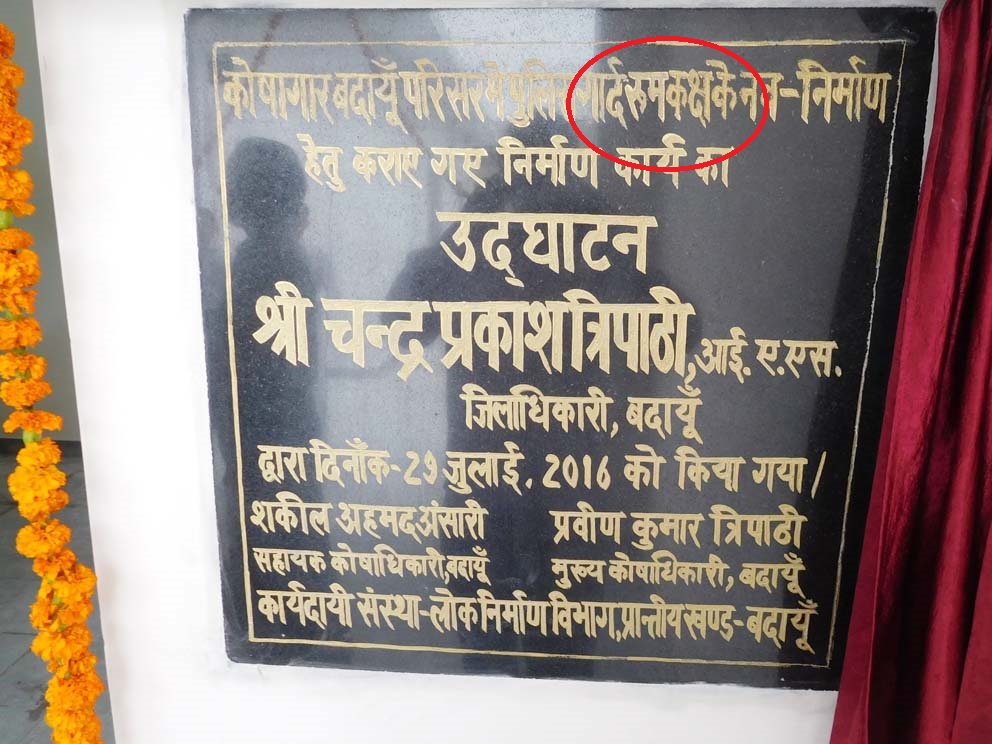 कोषागार बदायूँ परिसर मे पुलिस गार्द रूम कक्ष के नव-निर्माण
हेतु कराए गए निर्माण कार्य का
उद्घाटन
श्री चन्द्र प्रकाश त्रिपाठी, आई. ए. एस.
जिलाधिकारी, बदायूँ
द्वारा दिनाँक-29 जुलाई, 2016 को किया गया/
शकील अहमद अंसारी प्रवीण कुमार त्रिपाठी
सहायक कोषाधिकारी, बदायूँ मुख्य कोषाधिकारी, बदायूँ
कार्यदायी संस्था-लोक निर्माण विभाग, प्रान्तीय खण्ड-बदायूँ